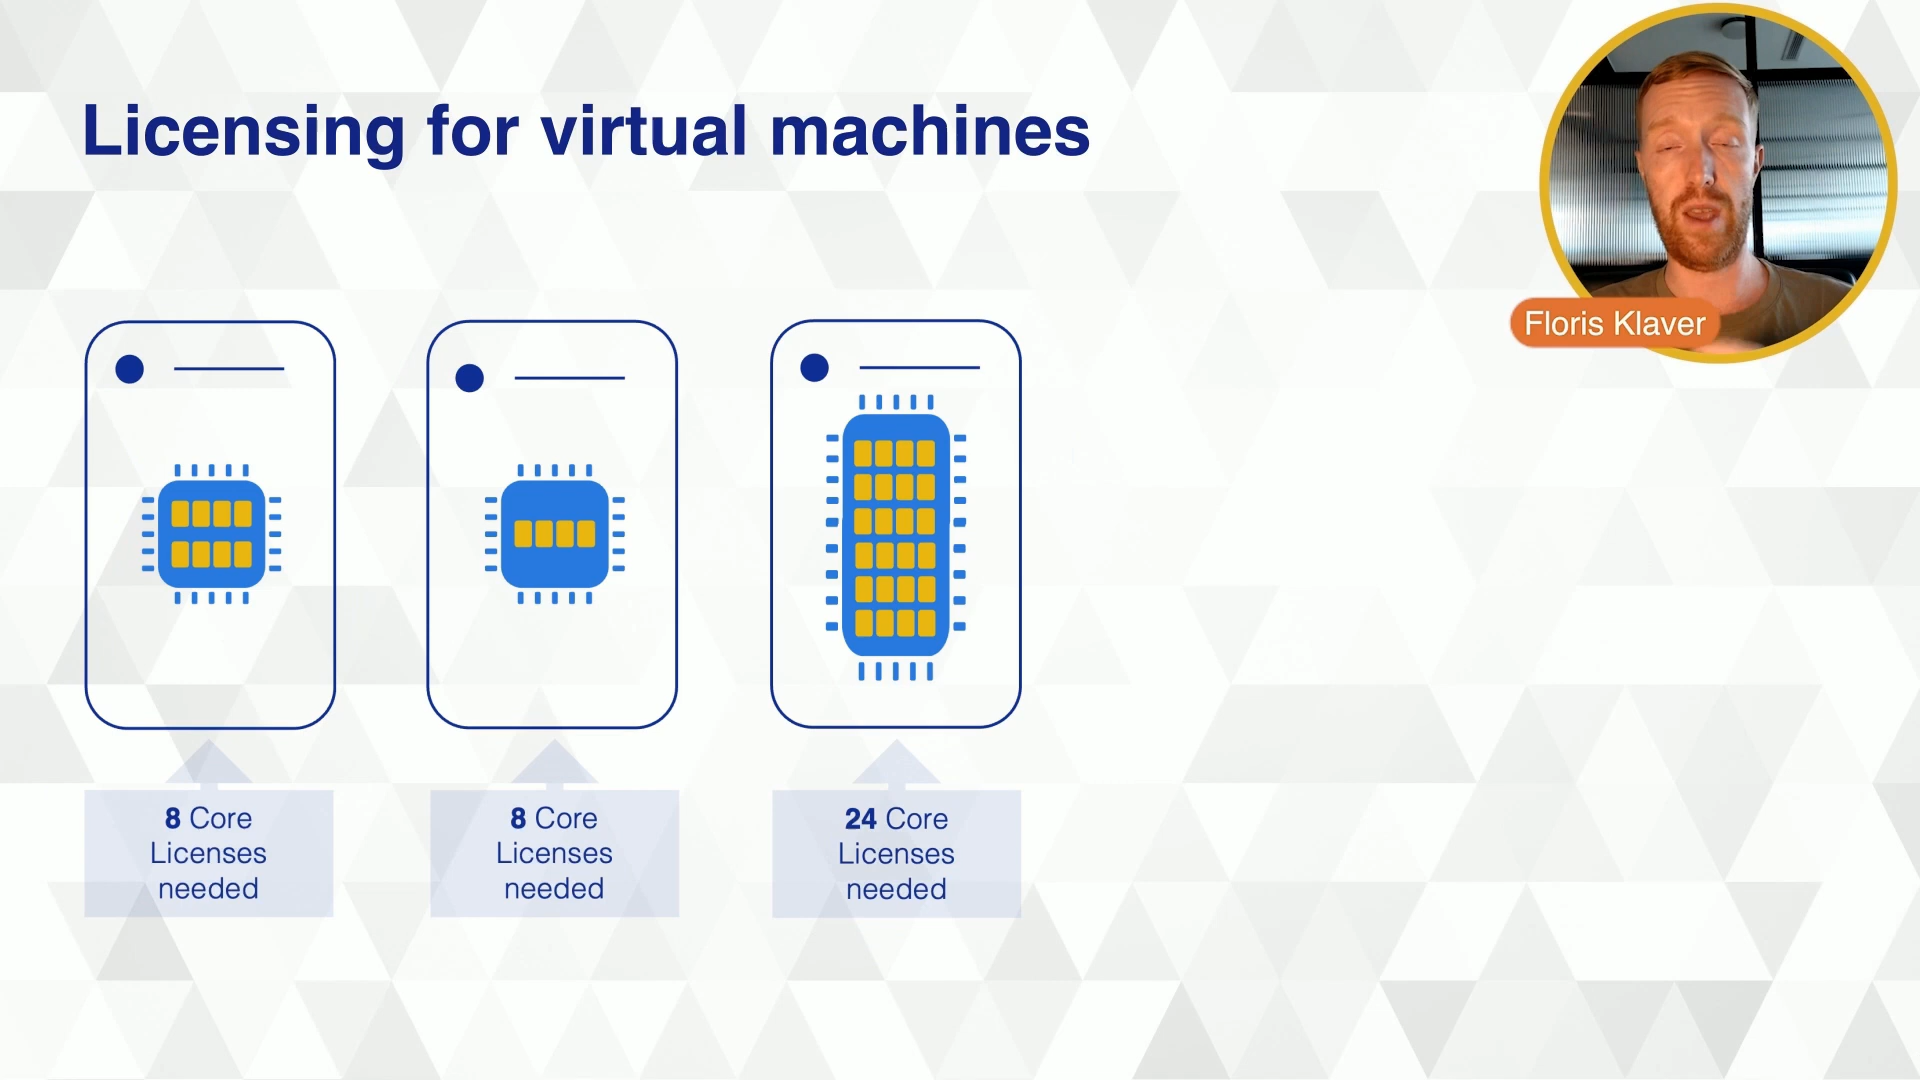 Licensing for virtual machines
Floris Klaver
8 Core
Licenses
needed
8 Core
Licenses
needed
24 Core
Licenses
needed